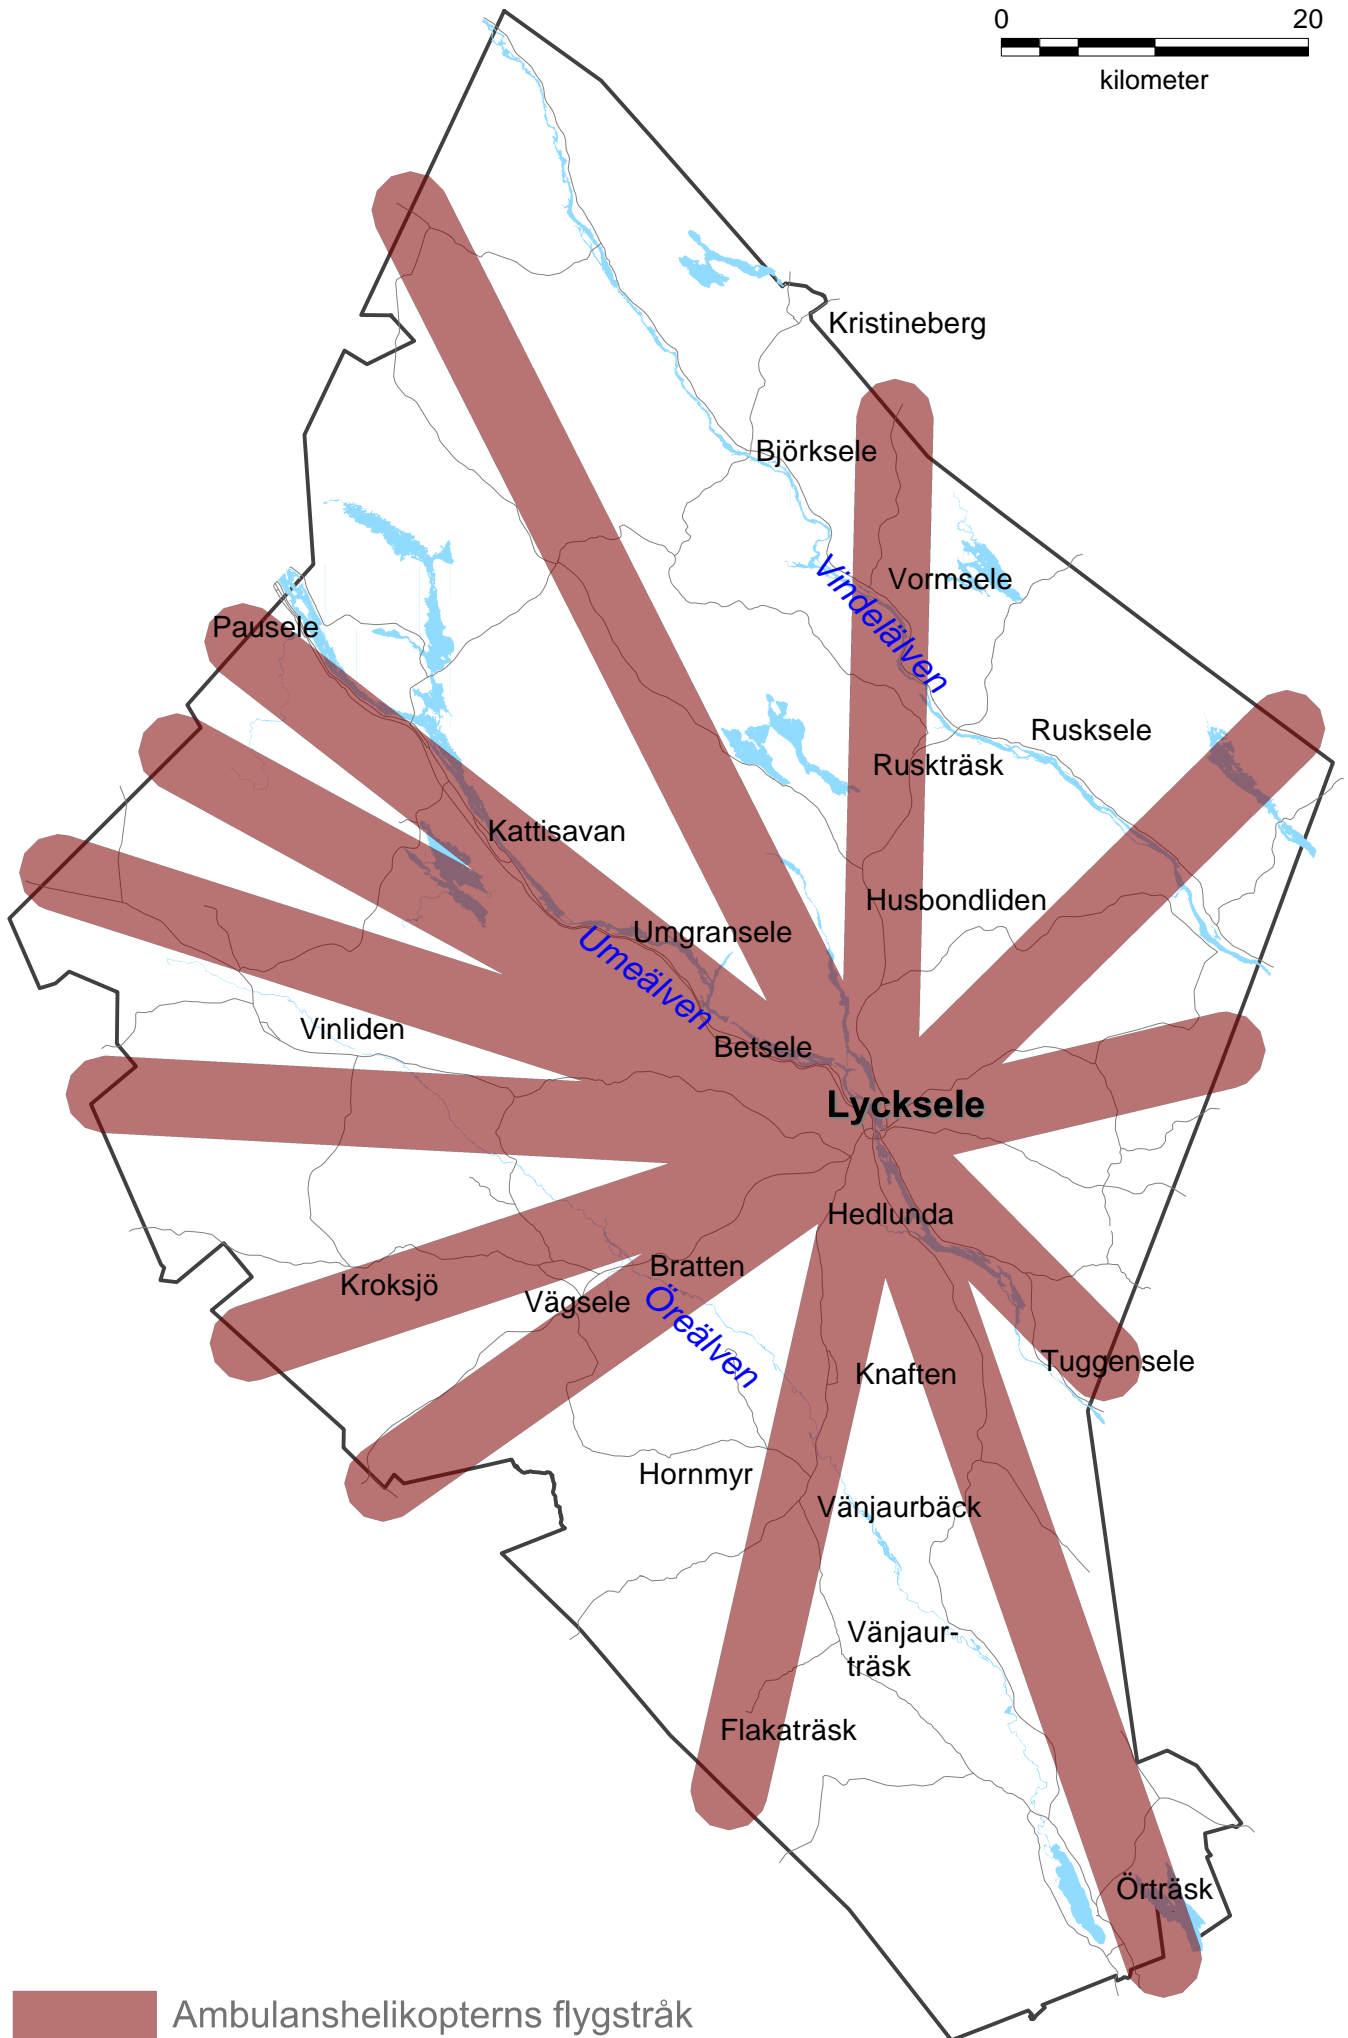 0 20
kilometer
Kristineberg
Björksele
Vormsele
Vindelälven
Pausele
Rusksele
Ruskträsk
Kattisavan
Husbondliden
Umgransele
Umeälven
Vinliden
Betsele
Lycksele
Hedlunda
Bratten
Kroksjö
Vägsele
Öreälven
Tuggensele
Knaften
Hornmyr
Vänjaurbäck
Vänjaur-
träsk
Flakaträsk
Örträsk
Ambulanshelikopterns flygstråk